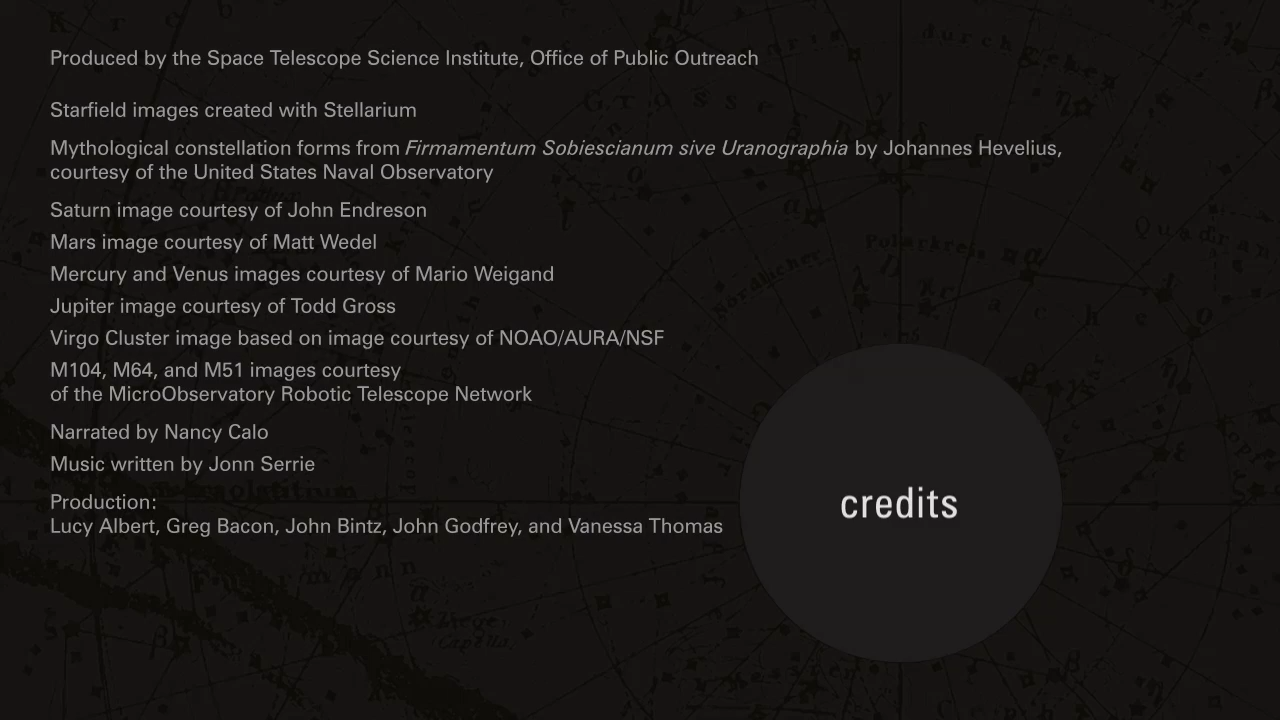 Produced by the Space Telescope Science Institute, Office of Public Outreach
Starfield images created with Stellarium
Mythological constellation forms from Firmamentum Sobiescianum sive Uranographia by Johannes Hevelius,
courtesy of the United States Naval Observatory
Saturn image courtesy of John Endreson
Mars image courtesy of Matt Wedel
Mercury and Venus images courtesy of Mario Weigand
Jupiter image courtesy of Todd Gross
Virgo Cluster image based on image courtesy of NOAO/AURA/NSF
M104, M64, and M51 images courtesy
of the MicroObservatory Robotic Telescope Network
Narrated by Nancy Calo
Music written by Jonn Serrie
Production:
Lucy Albert, Greg Bacon, John Bintz, John Godfrey, and Vanessa Thomas
credits
Polarkreis
Ziege
Capella